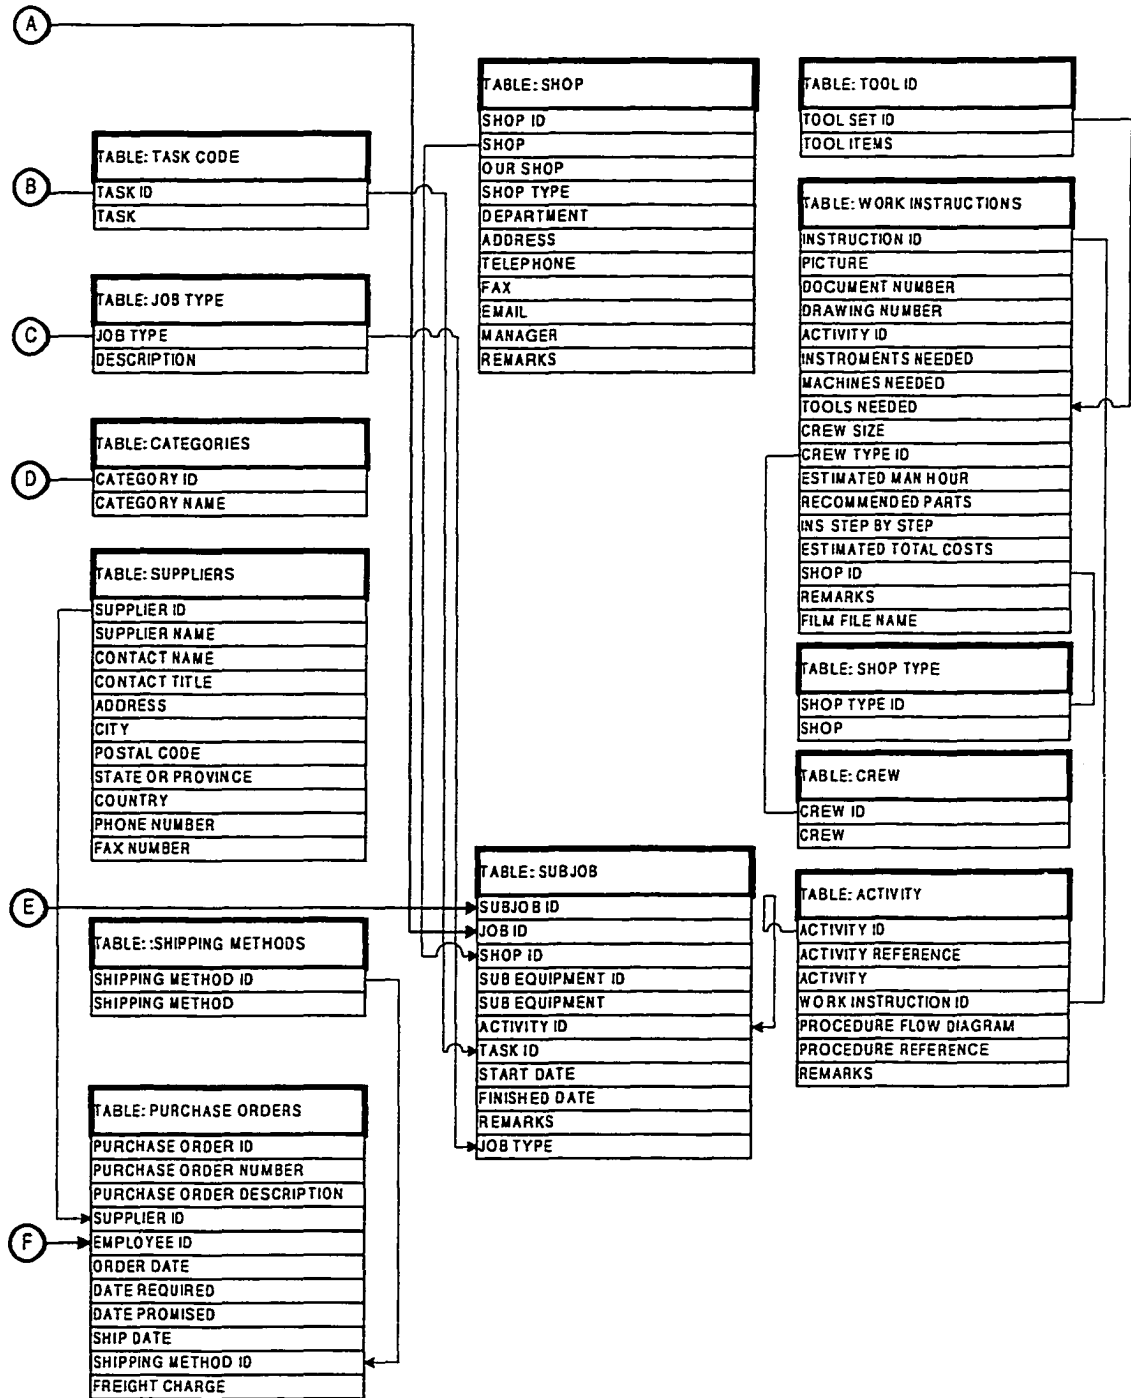 A
B
TABLE: TASK CODE
TASK ID
TASK
C
TABLE: JOB TYPE
JOB TYPE
DESCRIPTION
D
TABLE: CATEGORIES
CATEGORY ID
CATEGORY NAME
TABLE: SUPPLIERS
SUPPLIER ID
SUPPLIER NAME
CONTACT NAME
CONTACT TITLE
ADDRESS
CITY
POSTAL CODE
STATE OR PROVINCE
COUNTRY
PHONE NUMBER
FAX NUMBER
E
TABLE: :SHIPPING METHODS
SHIPPING METHOD ID
SHIPPING METHOD
TABLE: PURCHASE ORDERS
PURCHASE ORDER ID
PURCHASE ORDER NUMBER
PURCHASE ORDER DESCRIPTION
SUPPLIER ID
F
EMPLOYEE ID
ORDER DATE
DATE REQUIRED
DATE PROMISED
SHIP DATE
SHIPPING METHOD ID
FREIGHT CHARGE
TABLE: SHOP
SHOP ID
SHOP
OUR SHOP
SHOP TYPE
DEPARTMENT
ADDRESS
TELEPHONE
FAX
EMAIL
MANAGER
REMARKS
TABLE: SUBJOB
SUBJOB ID
JOB ID
SHOP ID
SUB EQUIPMENT ID
SUB EQUIPMENT
ACTIVITY ID
TASK ID
START DATE
FINISHED DATE
REMARKS
JOB TYPE
TABLE: TOOL ID
TOOL SET ID
TOOL ITEMS
TABLE: WORK INSTRUCTIONS
INSTRUCTION ID
PICTURE
DOCUMENT NUMBER
DRAWING NUMBER
ACTIVITY ID
INSTROMENTS NEEDED
MACHINES NEEDED
TOOLS NEEDED
CREW SIZE
CREW TYPE ID
ESTIMATED MAN HOUR
RECOMMENDED PARTS
INS STEP BY STEP
ESTIMATED TOTAL COSTS
SHOP ID
REMARKS
FILM FILE NAME
TABLE: SHOP TYPE
SHOP TYPE ID
SHOP
TABLE: CREW
CREW ID
CREW
TABLE: ACTIVITY
ACTIVITY ID
ACTIVITY REFERENCE
ACTIVITY
WORK INSTRUCTION ID
PROCEDURE FLOW DIAGRAM
PROCEDURE REFERENCE
REMARKS